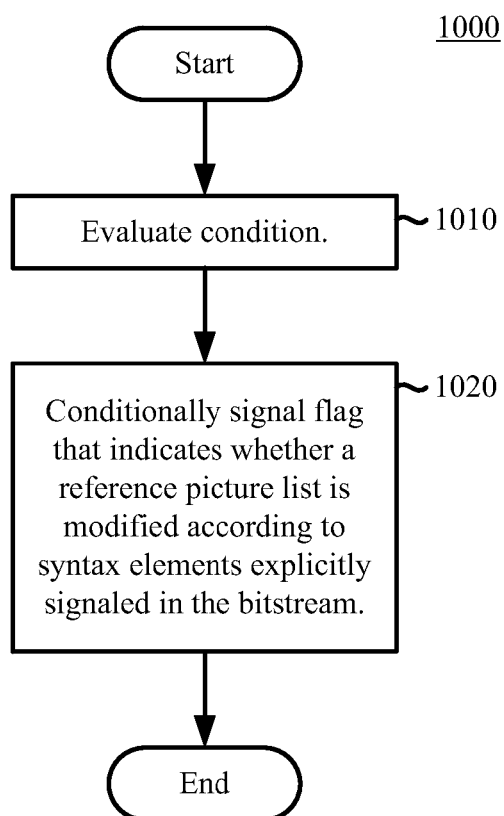 1000
Start
Evaluate condition.
1010
1020
Conditionally signal flag
that indicates whether a
reference picture list is
modified according to
syntax elements explicitly
signaled in the bitstream.
End